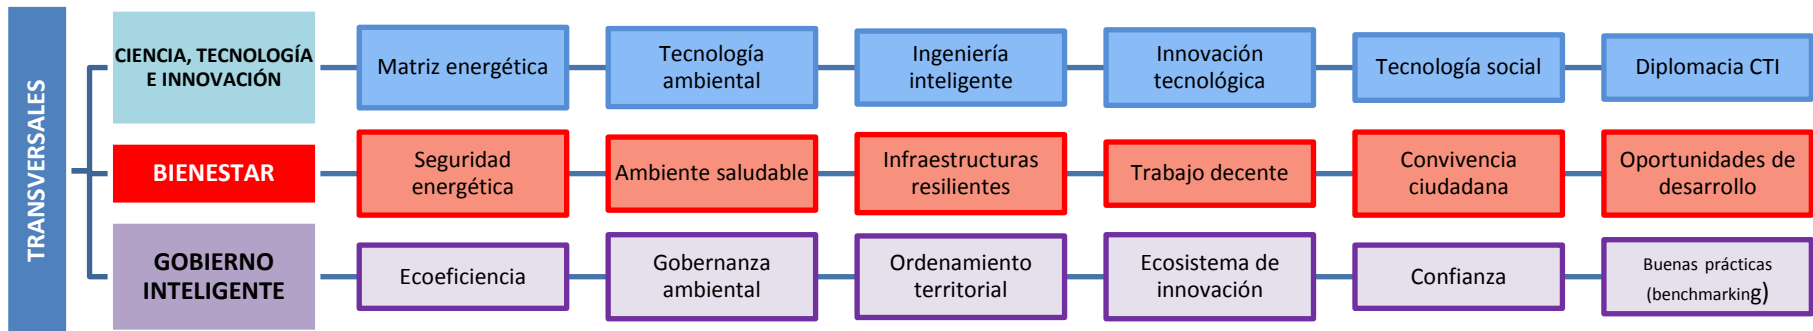 TRANSVERSALES
CIENCIA, TECNOLOGÍA
E INNOVACIÓN
Matriz energética
Tecnología
ambiental
Ingeniería
inteligente
Innovación
tecnológica
Tecnología social
Diplomacia CTI
BIENESTAR
Seguridad
energética
Ambiente saludable
Infraestructuras
resilientes
Trabajo decente
Convivencia
ciudadana
Oportunidades de
desarrollo
GOBIERNO
INTELIGENTE
Ecoeficiencia
Gobernanza
ambiental
Ordenamiento
territorial
Ecosistema de
innovación
Confianza
Buenas prácticas
(benchmarking)